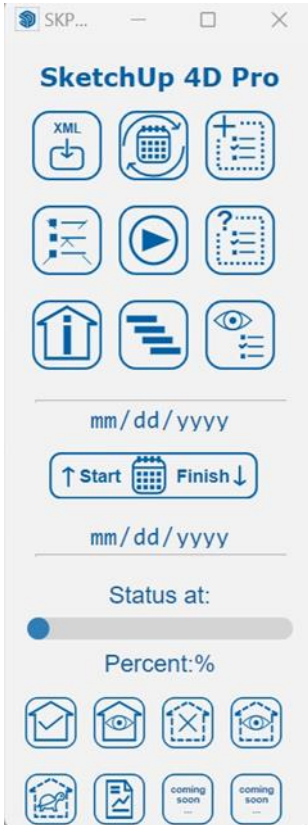 SKP...
SketchUp 4D Pro
XML
mm/dd/yyyy
↑ Start Finish ↓
mm/dd/yyyy
Status at:
Percent:%
coming soon ... coming soon ...